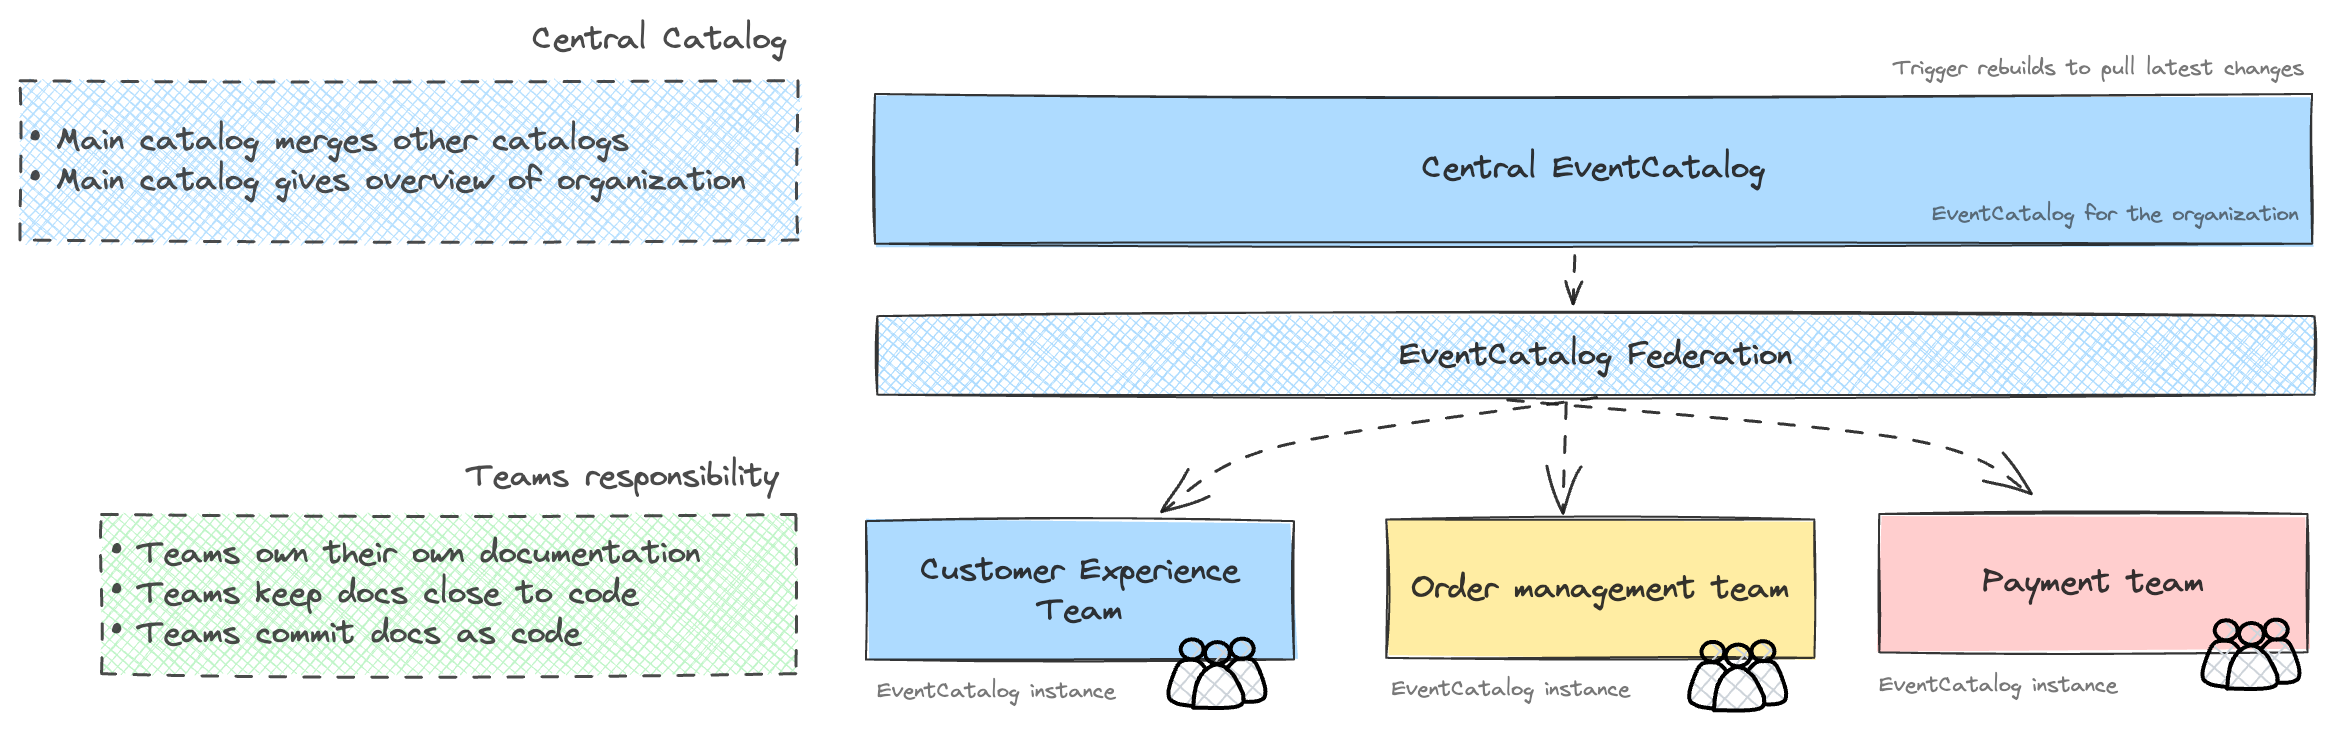 Central Catalog
• Main catalog merges other catalogs
• Main catalog gives overview of organization
Trigger rebuilds to pull latest changes
Central EventCatalog
EventCatalog for the organization
EventCatalog Federation
Teams responsibility
• Teams own their own documentation
• Teams keep docs close to code
• Teams commit docs as code
Customer Experience
Team
EventCatalog instance
Order management team
EventCatalog instance
Payment team
EventCatalog instance